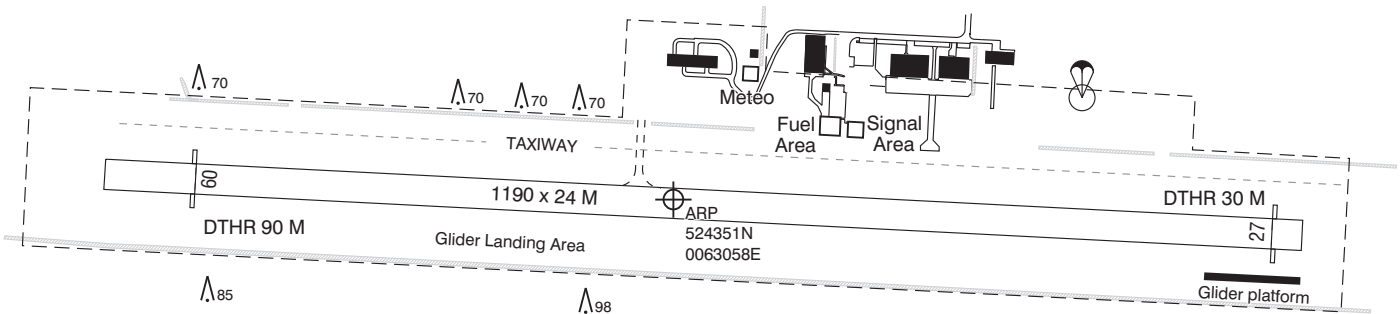 70
70
70
70
Meteo
Fuel
Area
Signal
Area
TAXIWAY
09
1190 x 24 M
DTHR 30 M
ARP
524351N
0063058E
DTHR 90 M
Glider Landing Area
27
85
98
Glider platform